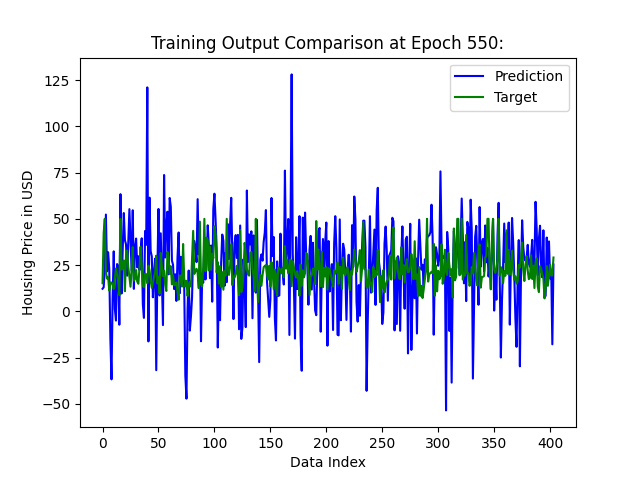 Training Output Comparison at Epoch 550:
Prediction
Target
125
100
75
50
25
0
−25
−50
Housing Price in USD
0 50 100 150 200 250 300 350 400
Data Index